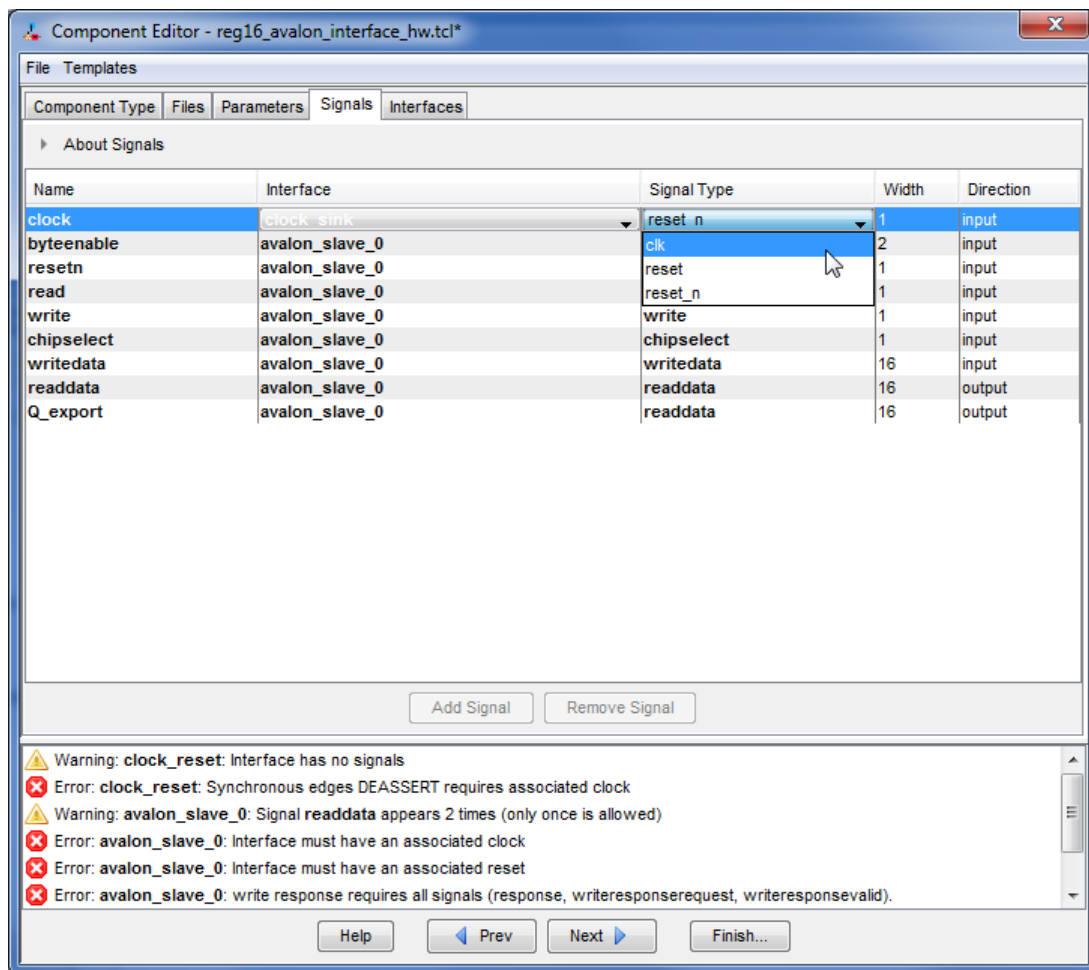 Component Editor - reg16_avalon_interface_hw.tcl*
File Templates
Component Type Files Parameters Signals Interfaces
About Signals
Name Interface Signal Type Width Direction
clock clock_sink reset_n 1 input
byteenable avalon_slave_0 clk 2 input
resetn avalon_slave_0 reset 1 input
read avalon_slave_0 reset_n 1 input
write avalon_slave_0 write 1 input
chipselect avalon_slave_0 chipselect 1 input
writedata avalon_slave_0 writedata 16 input
readdata avalon_slave_0 readdata 16 output
Q_export avalon_slave_0 readdata 16 output
Add Signal Remove Signal
Warning: clock_reset: Interface has no signals
Error: clock_reset: Synchronous edges DEASSERT requires associated clock
Warning: avalon_slave_0: Signal readdata appears 2 times (only once is allowed)
Error: avalon_slave_0: Interface must have an associated clock
Error: avalon_slave_0: Interface must have an associated reset
Error: avalon_slave_0: write response requires all signals (response, writeresponserequest, writeresponsevalid).
Help Prev Next Finish...